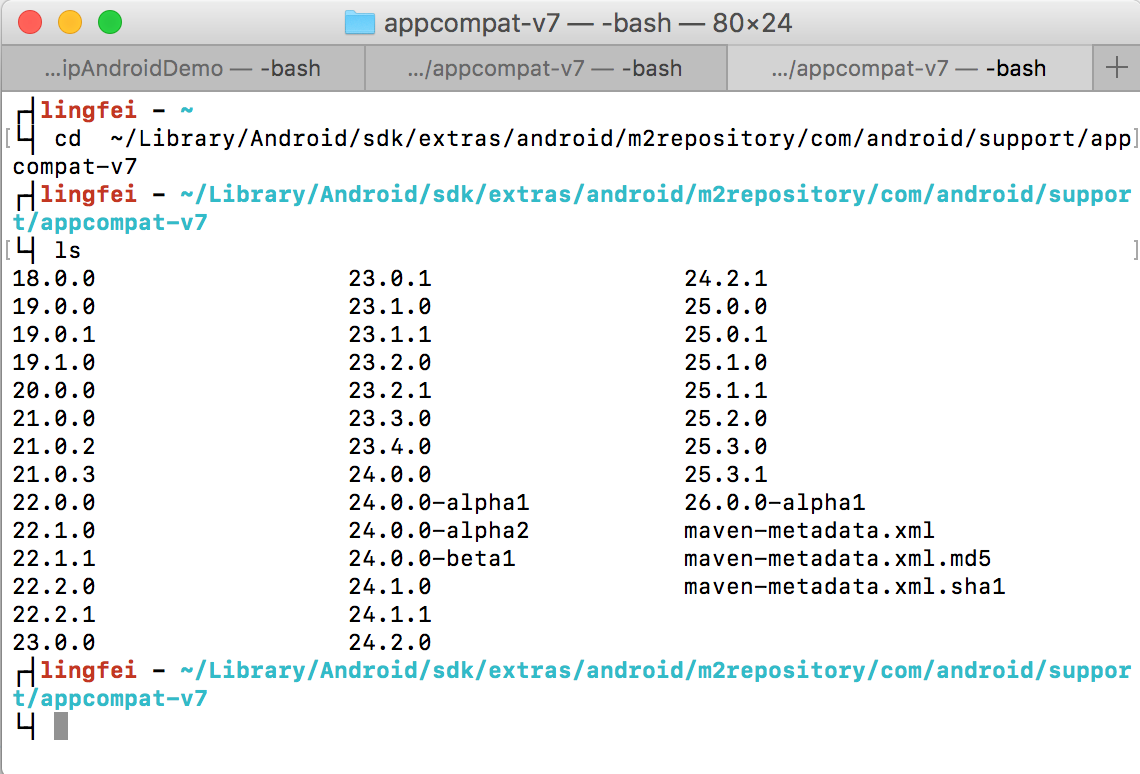 appcompat-v7 — -bash — 80×24
...ipAndroidDemo — -bash .../appcompat-v7 — -bash .../appcompat-v7 — -bash +
┌┤lingfei - ~
[└┤ cd  ~/Library/Android/sdk/extras/android/m2repository/com/android/support/app]
compat-v7
┌┤lingfei - ~/Library/Android/sdk/extras/android/m2repository/com/android/suppor
t/appcompat-v7
[└┤ ls ]
18.0.0 23.0.1 24.2.1
19.0.0 23.1.0 25.0.0
19.0.1 23.1.1 25.0.1
19.1.0 23.2.0 25.1.0
20.0.0 23.2.1 25.1.1
21.0.0 23.3.0 25.2.0
21.0.2 23.4.0 25.3.0
21.0.3 24.0.0 25.3.1
22.0.0 24.0.0-alpha1 26.0.0-alpha1
22.1.0 24.0.0-alpha2 maven-metadata.xml
22.1.1 24.0.0-beta1 maven-metadata.xml.md5
22.2.0 24.1.0 maven-metadata.xml.sha1
22.2.1 24.1.1
23.0.0 24.2.0
┌┤lingfei - ~/Library/Android/sdk/extras/android/m2repository/com/android/suppor
t/appcompat-v7
└┤